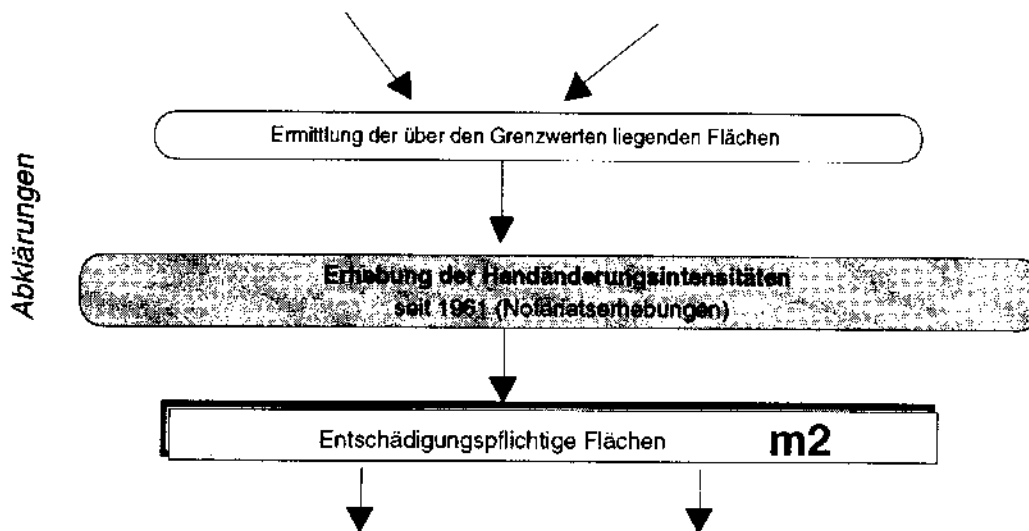 Ermittlung der über den Grenzwerten liegenden Flächen
Abklärungen
Erhebung der Handänderungsintensitäten
seit 1961 (Notariatserhebungen)
Entschädigungspflichtige Flächen m2